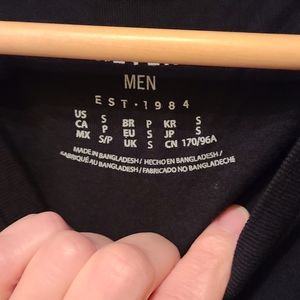 MEN
EST·1984
US S BR P KR S
CA P EU S JP S
MX S/P UK S CN 170/96A
MADE IN BANGLADESH / HECHO EN BANGLADESH /
FABRIQUÉ AU BANGLADESH / FABRICADO NO BANGLADECHE